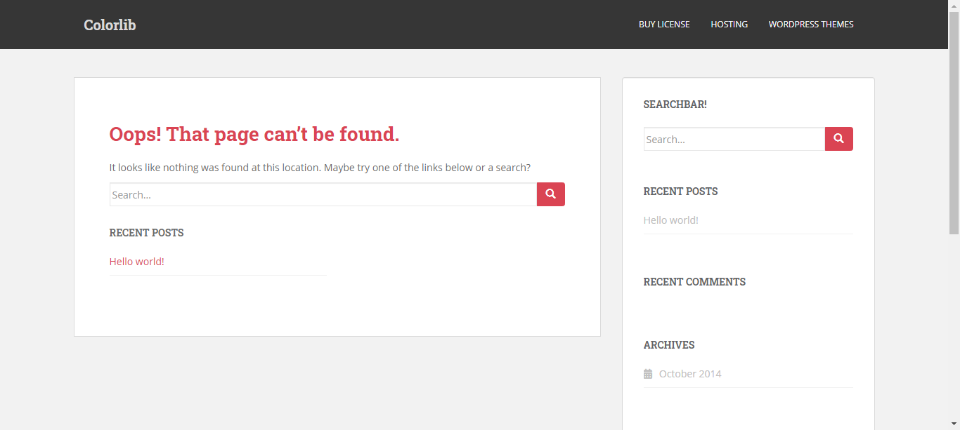 Colorlib
BUY LICENSE
HOSTING
WORDPRESS THEMES
Oops! That page can’t be found.
It looks like nothing was found at this location. Maybe try one of the links below or a search?
Search...
RECENT POSTS
Hello world!
SEARCHBAR!
Search...
RECENT POSTS
Hello world!
RECENT COMMENTS
ARCHIVES
October 2014